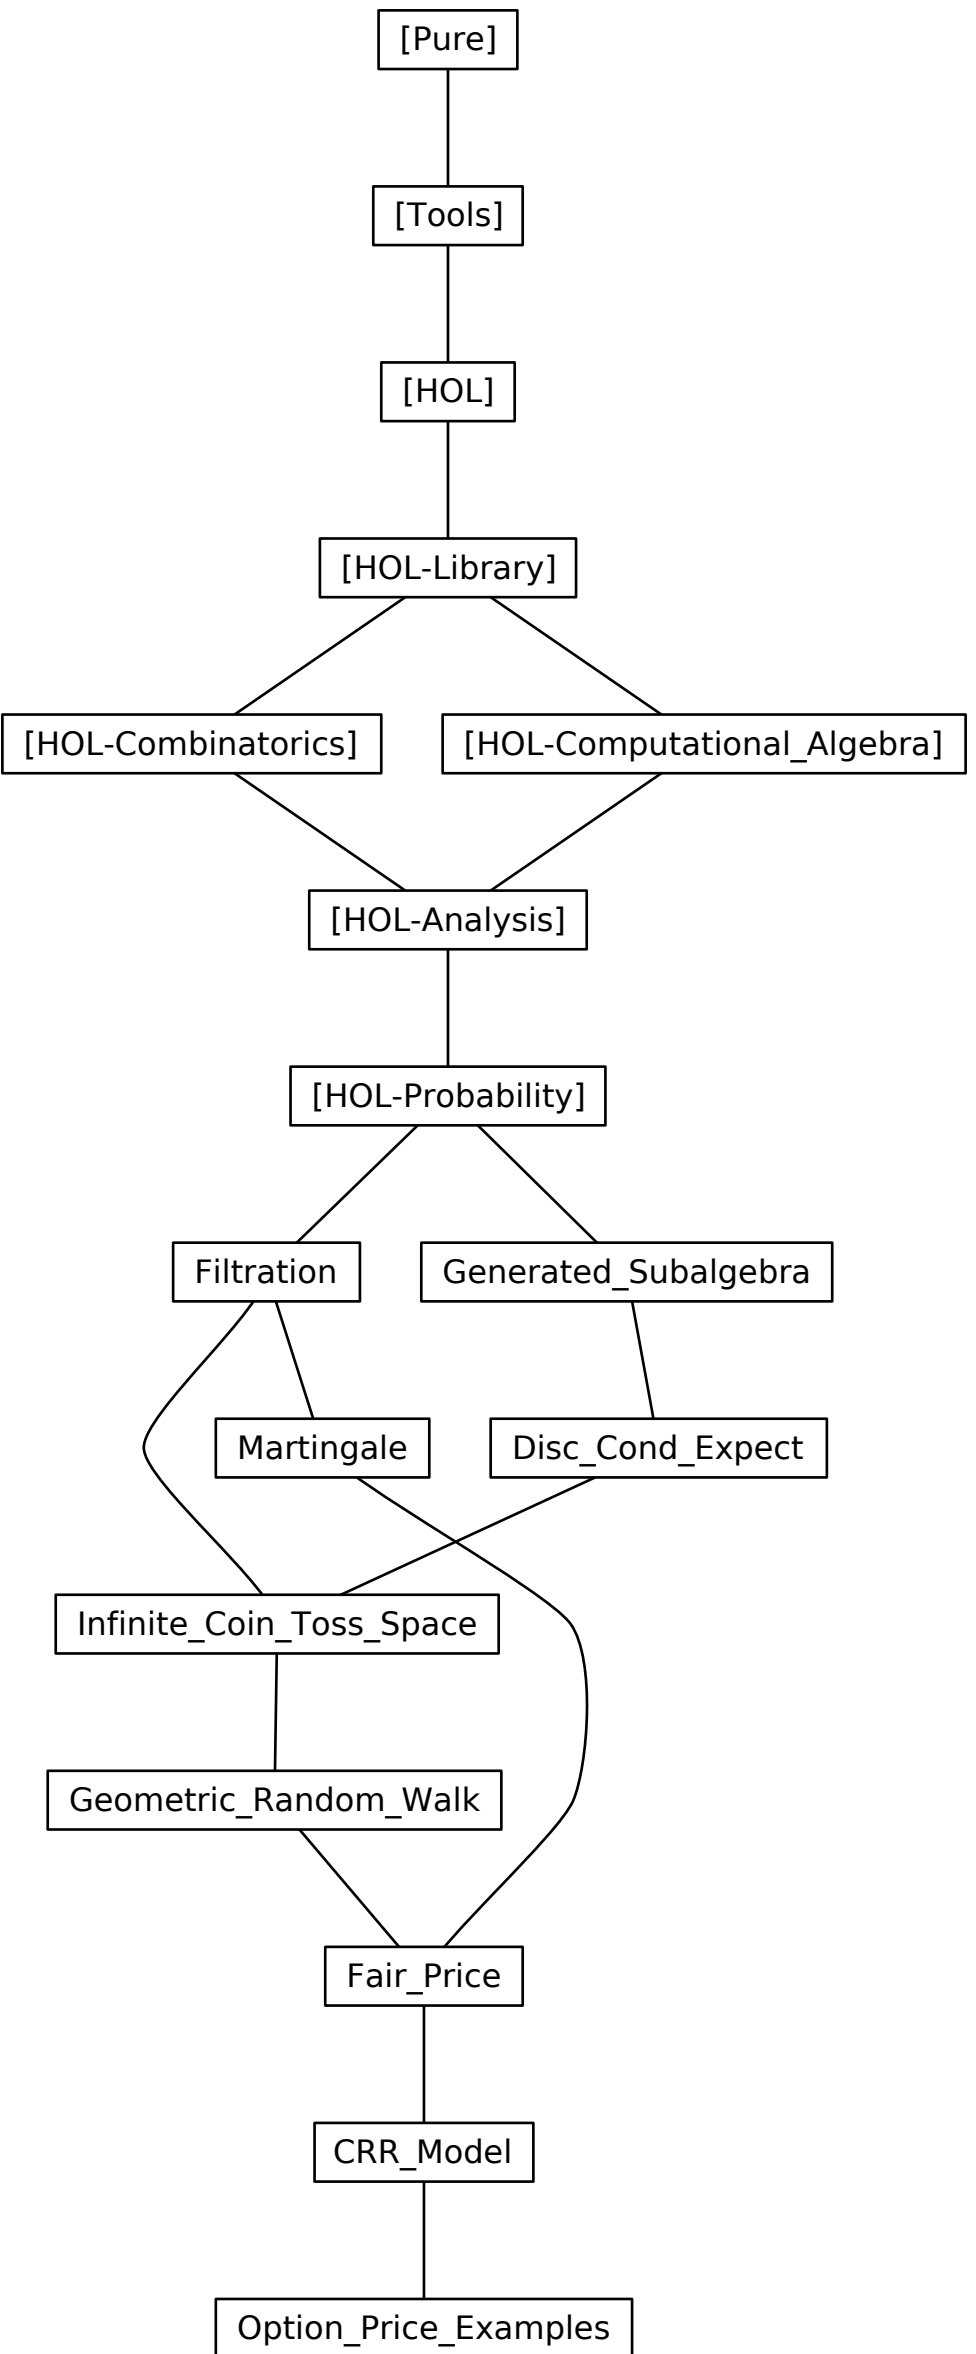 [Pure]
[Tools]
[HOL]
[HOL-Library]
[HOL-Combinatorics]
[HOL-Computational_Algebra]
[HOL-Analysis]
[HOL-Probability]
Filtration
Generated_Subalgebra
Martingale
Disc_Cond_Expect
Infinite_Coin_Toss_Space
Geometric_Random_Walk
Fair_Price
CRR_Model
Option_Price_Examples